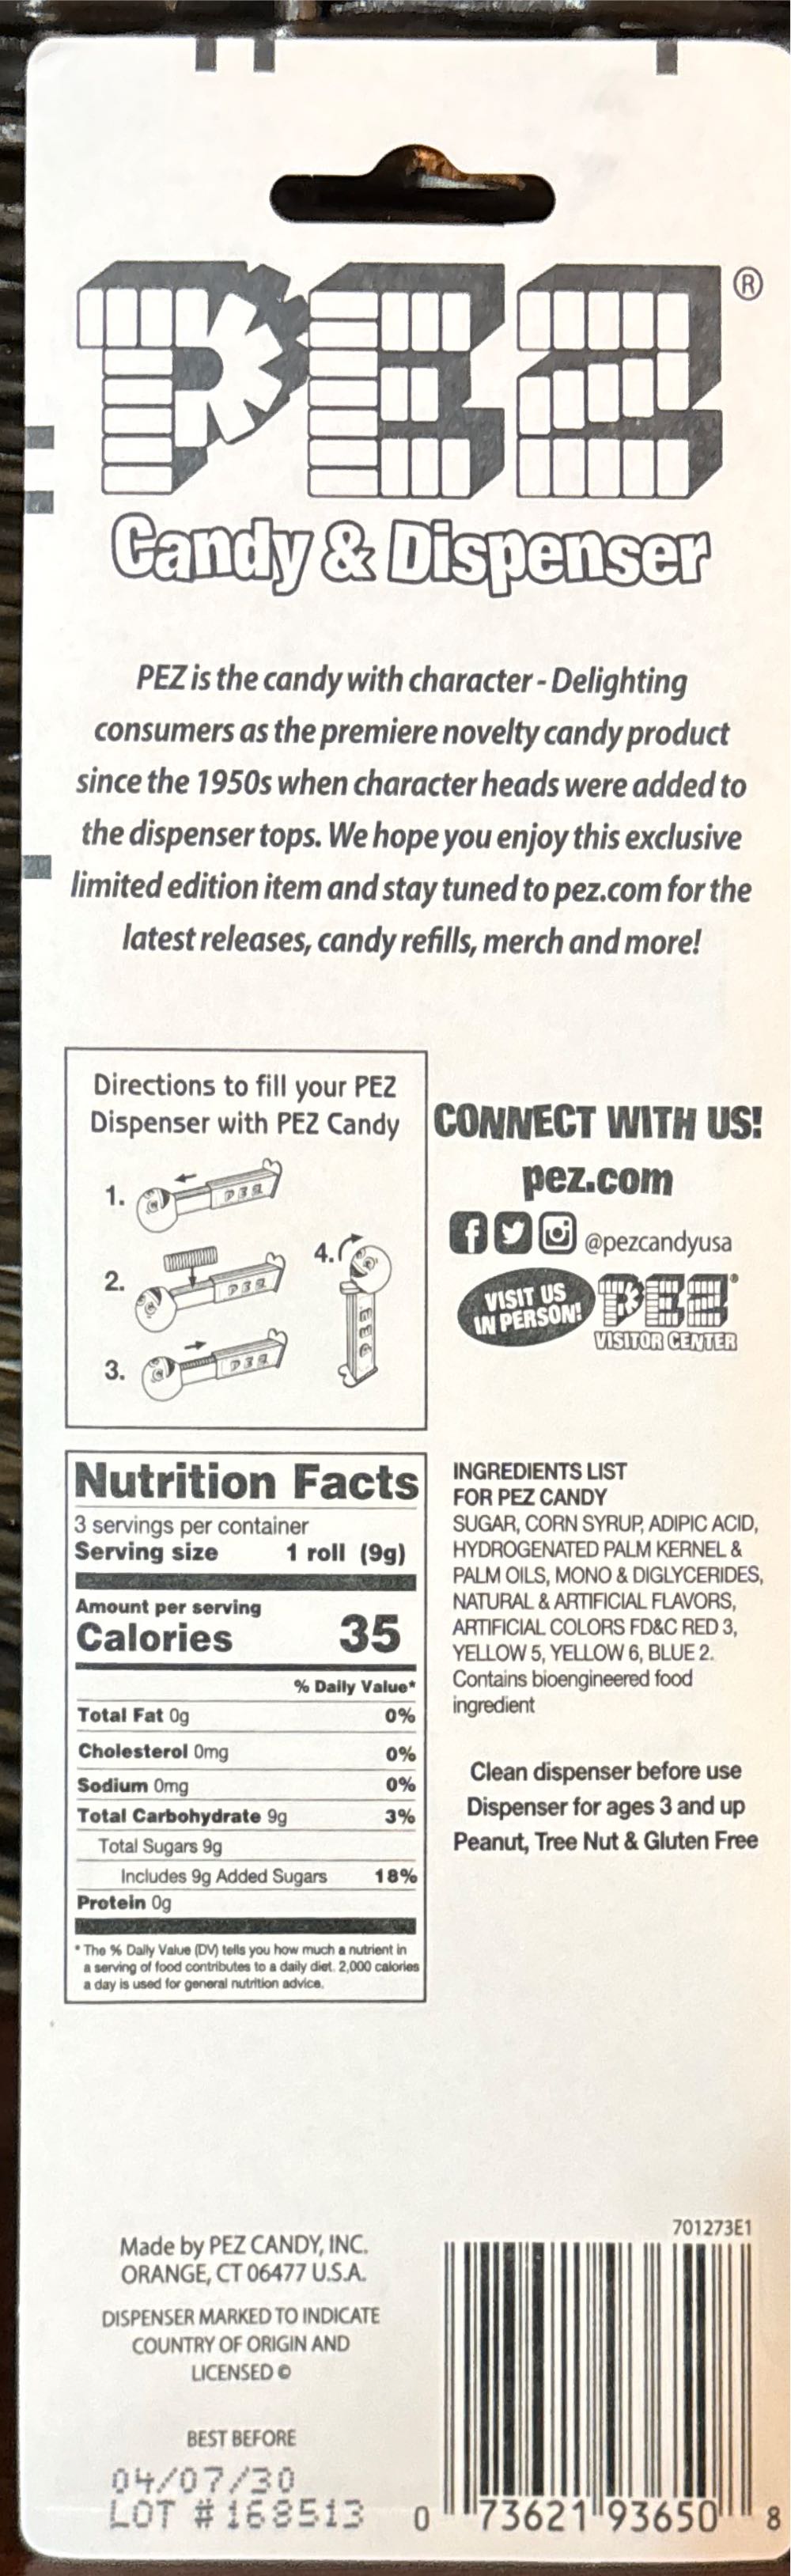 PEZ®
Candy & Dispenser
PEZ is the candy with character - Delighting
consumers as the premiere novelty candy product
since the 1950s when character heads were added to
the dispenser tops. We hope you enjoy this exclusive
limited edition item and stay tuned to pez.com for the
latest releases, candy refills, merch and more!
Directions to fill your PEZ
Dispenser with PEZ Candy
1.
PEZ
2.
PEZ
3.
PEZ
4.
PEZ
CONNECT WITH US!
pez.com
@pezcandyusa
VISIT US
IN PERSON!
PEZ®
VISITOR CENTER
Nutrition Facts
3 servings per container
Serving size 1 roll (9g)
Amount per serving
Calories 35
% Daily Value*
Total Fat 0g 0%
Cholesterol 0mg 0%
Sodium 0mg 0%
Total Carbohydrate 9g 3%
Total Sugars 9g
Includes 9g Added Sugars 18%
Protein 0g
* The % Daily Value (DV) tells you how much a nutrient in
a serving of food contributes to a daily diet. 2,000 calories
a day is used for general nutrition advice.
INGREDIENTS LIST
FOR PEZ CANDY
SUGAR, CORN SYRUP, ADIPIC ACID,
HYDROGENATED PALM KERNEL &
PALM OILS, MONO & DIGLYCERIDES,
NATURAL & ARTIFICIAL FLAVORS,
ARTIFICIAL COLORS FD&C RED 3,
YELLOW 5, YELLOW 6, BLUE 2.
Contains bioengineered food
ingredient
Clean dispenser before use
Dispenser for ages 3 and up
Peanut, Tree Nut & Gluten Free
Made by PEZ CANDY, INC.
ORANGE, CT 06477 U.S.A.
DISPENSER MARKED TO INDICATE
COUNTRY OF ORIGIN AND
LICENSED ©
BEST BEFORE
04/07/30
LOT # 168513
701273E1
0 73621 93650 8